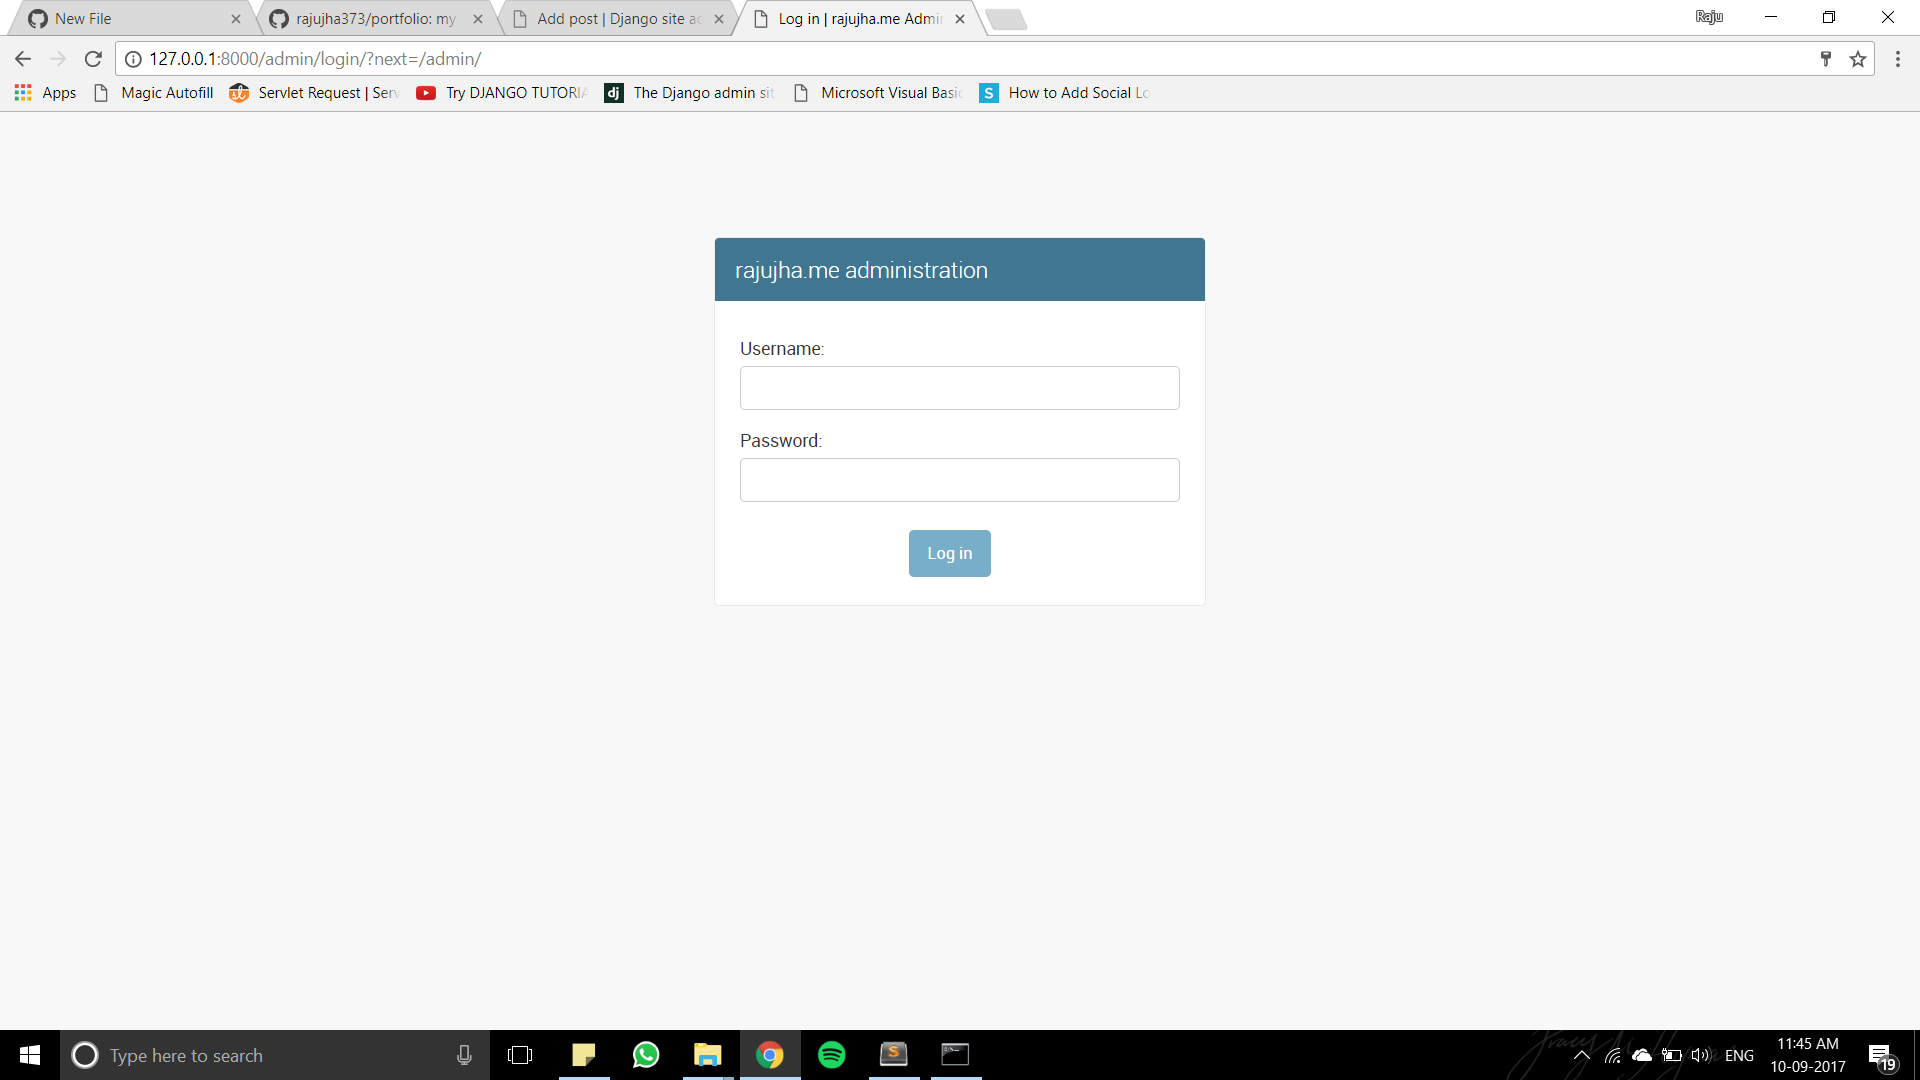 New File
rajujha373/portfolio: my
Add post | Django site ac
Log in | rajujha.me Admi
Raju
127.0.0.1:8000/admin/login/?next=/admin/
Apps
Magic Autofill
Servlet Request | Serv
Try DJANGO TUTORIA
dj
The Django admin sit
Microsoft Visual Basic
S
How to Add Social Lo
rajujha.me administration
Username:
Password:
Log in
Type here to search
S
ENG
11:45 AM
10-09-2017
19